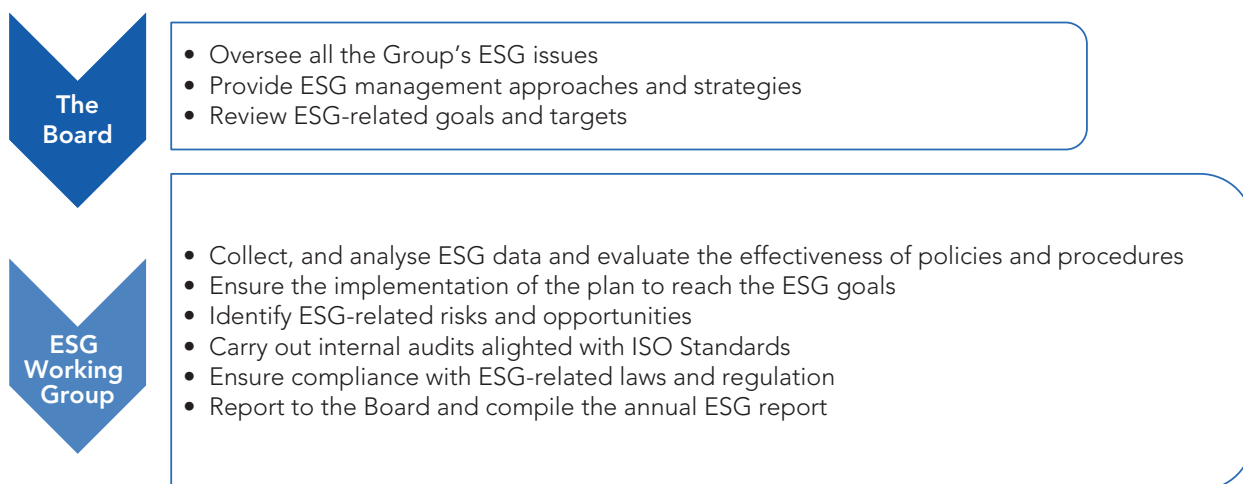 The
Board
• Oversee all the Group’s ESG issues
• Provide ESG management approaches and strategies
• Review ESG-related goals and targets
ESG
Working
Group
• Collect, and analyse ESG data and evaluate the effectiveness of policies and procedures
• Ensure the implementation of the plan to reach the ESG goals
• Identify ESG-related risks and opportunities
• Carry out internal audits alighted with ISO Standards
• Ensure compliance with ESG-related laws and regulation
• Report to the Board and compile the annual ESG report